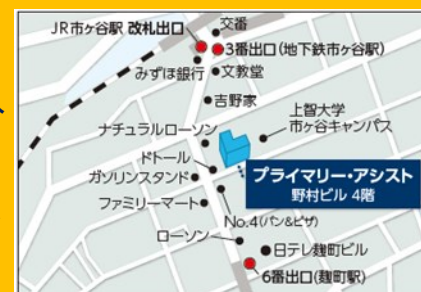 交番
JR市ヶ谷駅 改札出口
3番出口(地下鉄市ヶ谷駅)
みずほ銀行
文教堂
吉野家
上智大学
市ヶ谷キャンパス
ナチュラルローソン
ドトール
ガソリンスタンド
プライマリー・アシスト
野村ビル 4階
ファミリーマート
No.4(パン&ピザ)
ローソン
日テレ麹町ビル
6番出口(麹町駅)